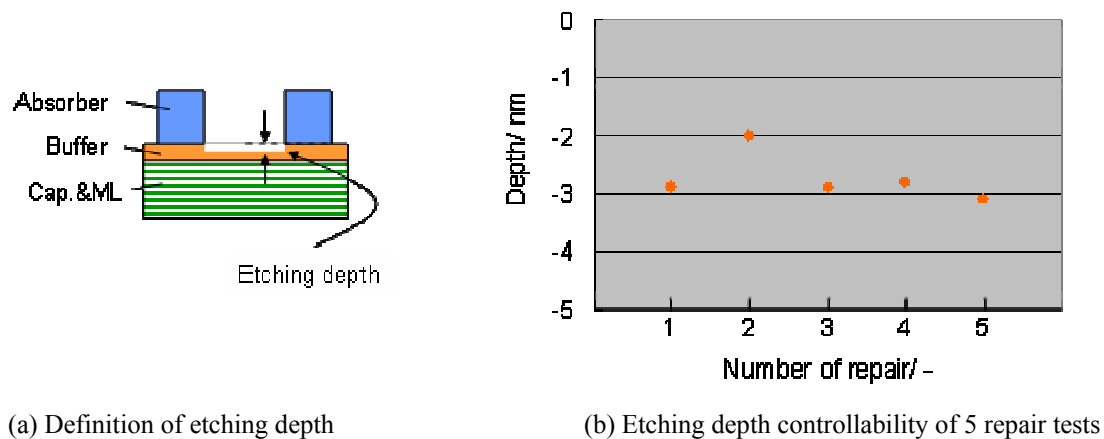 Absorber
Buffer
Cap.&ML
Etching depth
(a) Definition of etching depth
0
-1
-2
-3
-4
-5
Depth/ nm
1 2 3 4 5
Number of repair/ -
(b) Etching depth controllability of 5 repair tests